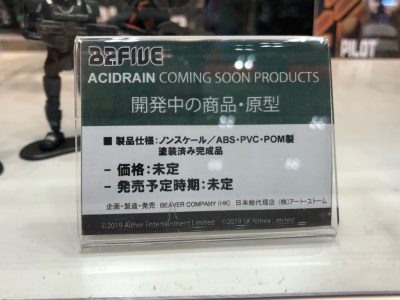 B2FIVE
ACIDRAIN COMING SOON PRODUCTS
開発中の商品・原型
■ 製品仕様：ノンスケール／ABS・PVC・POM製
塗装済み完成品
- 価格：未定
- 発売予定時期：未定
企画・製造・発売 BEAVER COMPANY (HK) 日本総代理店 (株)アート・ストーム
©2019 Aither Entertainment Limited ©2019 SK Ronex Limited
PILOT